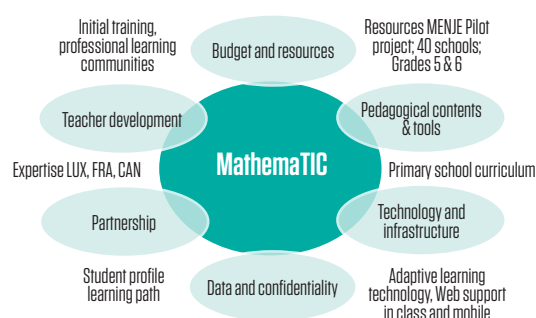 Initial training,
professional learning
communities
Budget and resources
Resources MENJE Pilot
project; 40 schools;
Grades 5 & 6
Teacher development
Pedagogical contents
& tools
Expertise LUX, FRA, CAN
MathemaTIC
Primary school curriculum
Partnership
Technology and
infrastructure
Student profile
learning path
Data and confidentiality
Adaptive learning
technology, Web support
in class and mobile